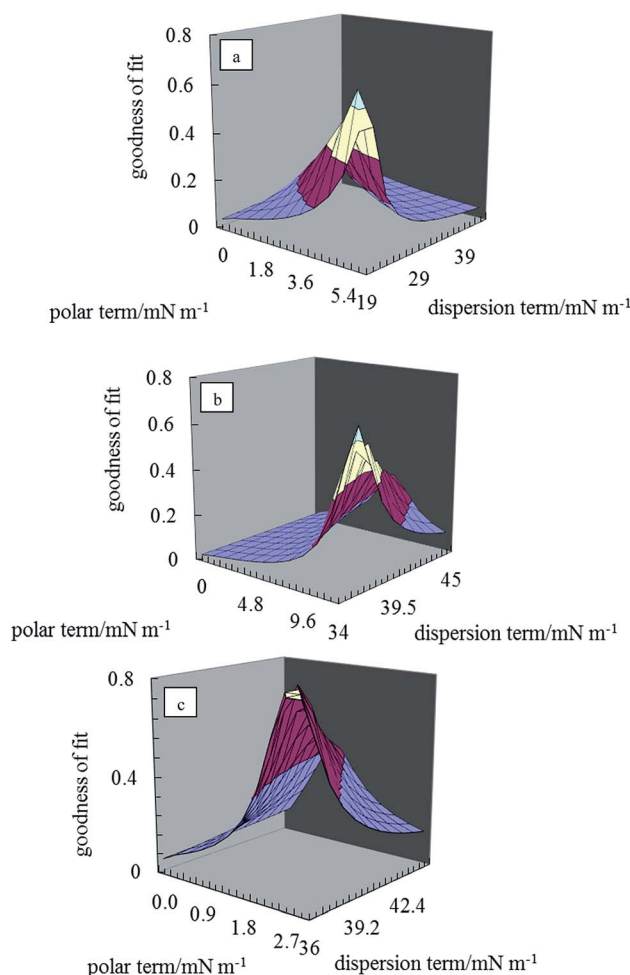 a
0.8
0.6
0.4
0.2
0
goodness of fit
0
1.8
3.6
5.4
19
29
39
polar term/mN m⁻¹
dispersion term/mN m⁻¹
b
0.8
0.6
0.4
0.2
0
goodness of fit
0
4.8
9.6
34
39.5
45
polar term/mN m⁻¹
dispersion term/mN m⁻¹
c
0.8
0.4
0
goodness of fit
0.0
0.9
1.8
2.7
36
39.2
42.4
polar term/mN m⁻¹
dispersion term/mN m⁻¹